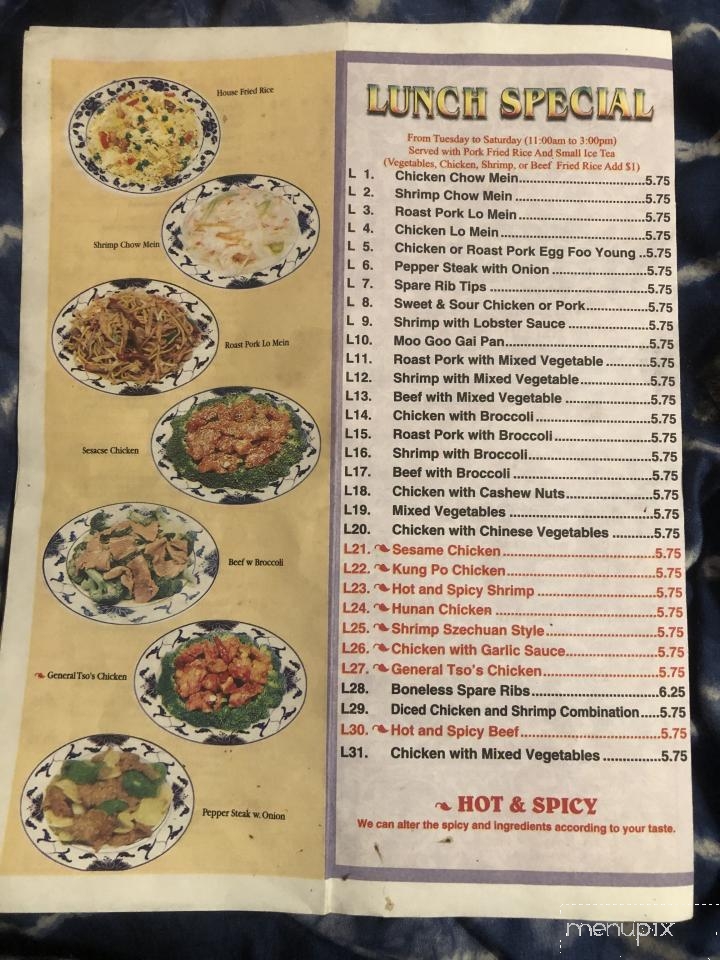 House Fried Rice
Shrimp Chow Mein
Roast Pork Lo Mein
Sesacse Chicken
Beef w Broccoli
General Tso's Chicken
Pepper Steak w. Onion
LUNCH SPECIAL
From Tuesday to Saturday (11:00am to 3:00pm)
Served with Pork Fried Rice And Small Ice Tea
(Vegetables, Chicken, Shrimp, or Beef Fried Rice Add $1)
L 1. Chicken Chow Mein...............5.75
L 2. Shrimp Chow Mein ...............5.75
L 3. Roast Pork Lo Mein...............5.75
L 4. Chicken Lo Mein...............5.75
L 5. Chicken or Roast Pork Egg Foo Young ..5.75
L 6. Pepper Steak with Onion ...............5.75
L 7. Spare Rib Tips ...............5.75
L 8. Sweet & Sour Chicken or Pork...............5.75
L 9. Shrimp with Lobster Sauce ...............5.75
L10. Moo Goo Gai Pan...............5.75
L11. Roast Pork with Mixed Vegetable ...........5.75
L12. Shrimp with Mixed Vegetable...............5.75
L13. Beef with Mixed Vegetable ...............5.75
L14. Chicken with Broccoli...............5.75
L15. Roast Pork with Broccoli...............5.75
L16. Shrimp with Broccoli...............5.75
L17. Beef with Broccoli ...............5.75
L18. Chicken with Cashew Nuts...............5.75
L19. Mixed Vegetables ...............5.75
L20. Chicken with Chinese Vegetables ...........5.75
L21. Sesame Chicken ...............5.75
L22. Kung Po Chicken...............5.75
L23. Hot and Spicy Shrimp ...............5.75
L24. Hunan Chicken ...............5.75
L25. Shrimp Szechuan Style...............5.75
L26. Chicken with Garlic Sauce...............5.75
L27. General Tso's Chicken...............5.75
L28. Boneless Spare Ribs...............6.25
L29. Diced Chicken and Shrimp Combination.....5.75
L30. Hot and Spicy Beef...............5.75
L31. Chicken with Mixed Vegetables ...............5.75
HOT & SPICY
We can alter the spicy and ingredients according to your taste.
menupix